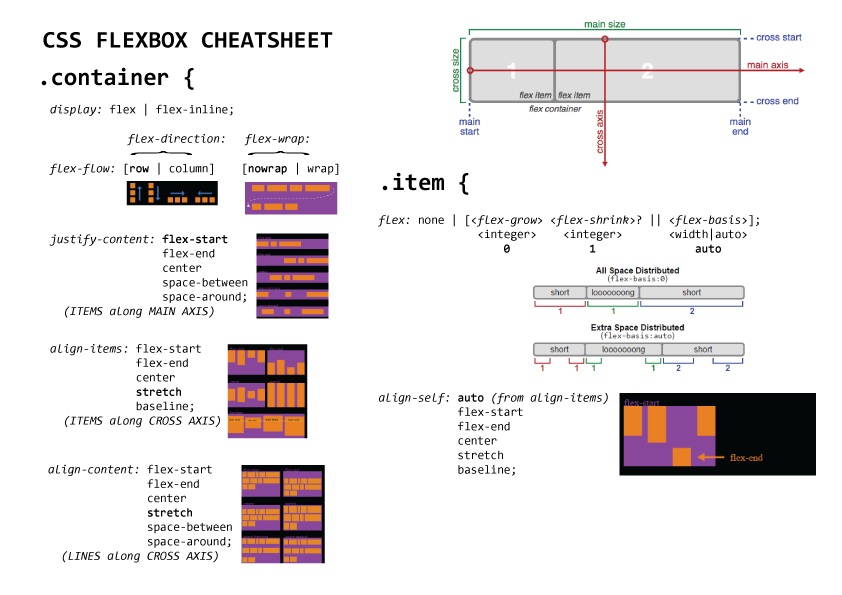 CSS FLEXBOX CHEATSHEET
.container {
display: flex | flex-inline;
flex-direction: flex-wrap:
flex-flow: [row | column] [nowrap | wrap]
justify-content: flex-start
flex-end
center
space-between
space-around;
(ITEMS along MAIN AXIS)
align-items: flex-start
flex-end
center
stretch
baseline;
(ITEMS along CROSS AXIS)
align-content: flex-start
flex-end
center
stretch
space-between
space-around;
(LINES along CROSS AXIS)
main size
cross start
cross size
1 2
main axis
flex item flex item
cross end
flex container
main start
cross axis
main end
.item {
flex: none | [<flex-grow> <flex-shrink>? || <flex-basis>];
<integer> <integer> <width|auto>
0 1 auto
All Space Distributed
(flex-basis:0)
short looooooong short
1 1 2
Extra Space Distributed
(flex-basis:auto)
short looooooong short
1 1 1 1 2 2
align-self: auto (from align-items)
flex-start
flex-end
center
stretch
baseline;
flex-start
flex-end